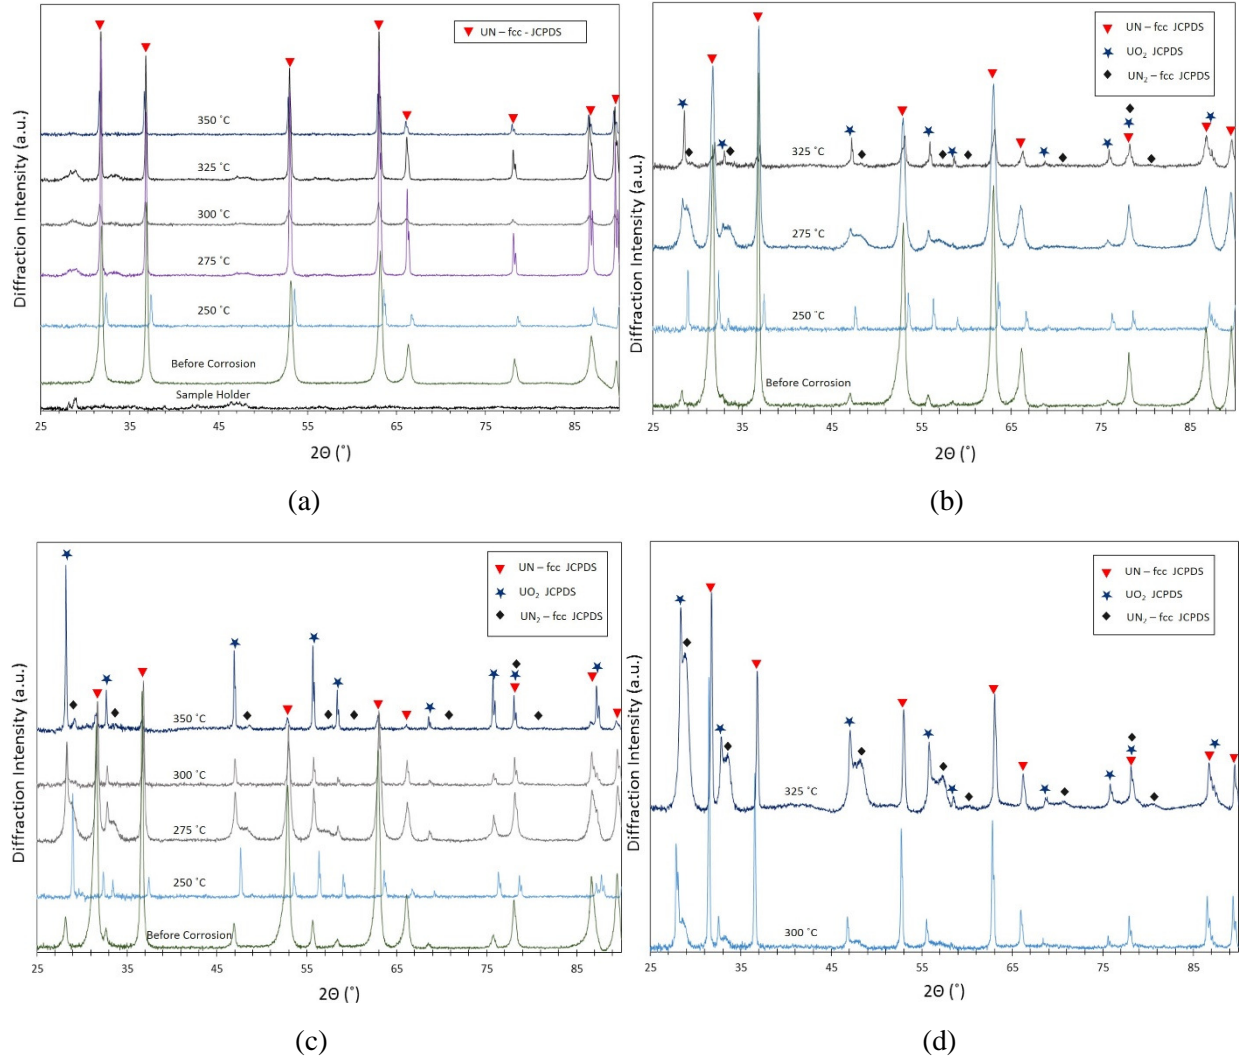 Diffraction Intensity (a.u.)
UN – fcc - JCPDS
350 ˚C
325 ˚C
300 ˚C
275 ˚C
250 ˚C
Before Corrosion
Sample Holder
25 35 45 55 65 75 85
2Θ (˚)
(a)
Diffraction Intensity (a.u.)
UN – fcc JCPDS
UO2 JCPDS
UN2 – fcc JCPDS
325 ˚C
275 ˚C
250 ˚C
Before Corrosion
25 35 45 55 65 75 85
2Θ (˚)
(b)
Diffraction Intensity (a.u.)
UN – fcc JCPDS
UO2 JCPDS
UN2 – fcc JCPDS
350 ˚C
300 ˚C
275 ˚C
250 ˚C
Before Corrosion
25 35 45 55 65 75 85
2Θ (˚)
(c)
Diffraction Intensity (a.u.)
UN – fcc JCPDS
UO2 JCPDS
UN2 – fcc JCPDS
325 ˚C
300 ˚C
25 35 45 55 65 75 85
2Θ (˚)
(d)